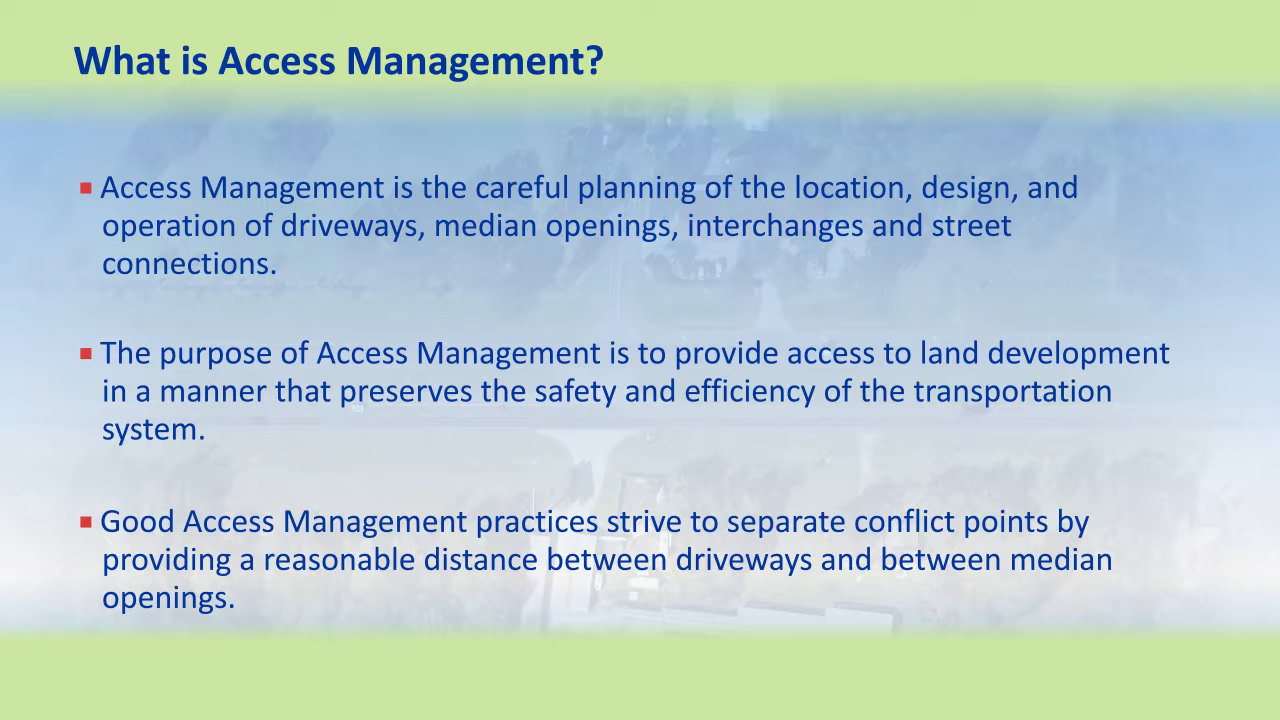 What is Access Management?
▪ Access Management is the careful planning of the location, design, and
operation of driveways, median openings, interchanges and street
connections.
▪ The purpose of Access Management is to provide access to land development
in a manner that preserves the safety and efficiency of the transportation
system.
▪ Good Access Management practices strive to separate conflict points by
providing a reasonable distance between driveways and between median
openings.